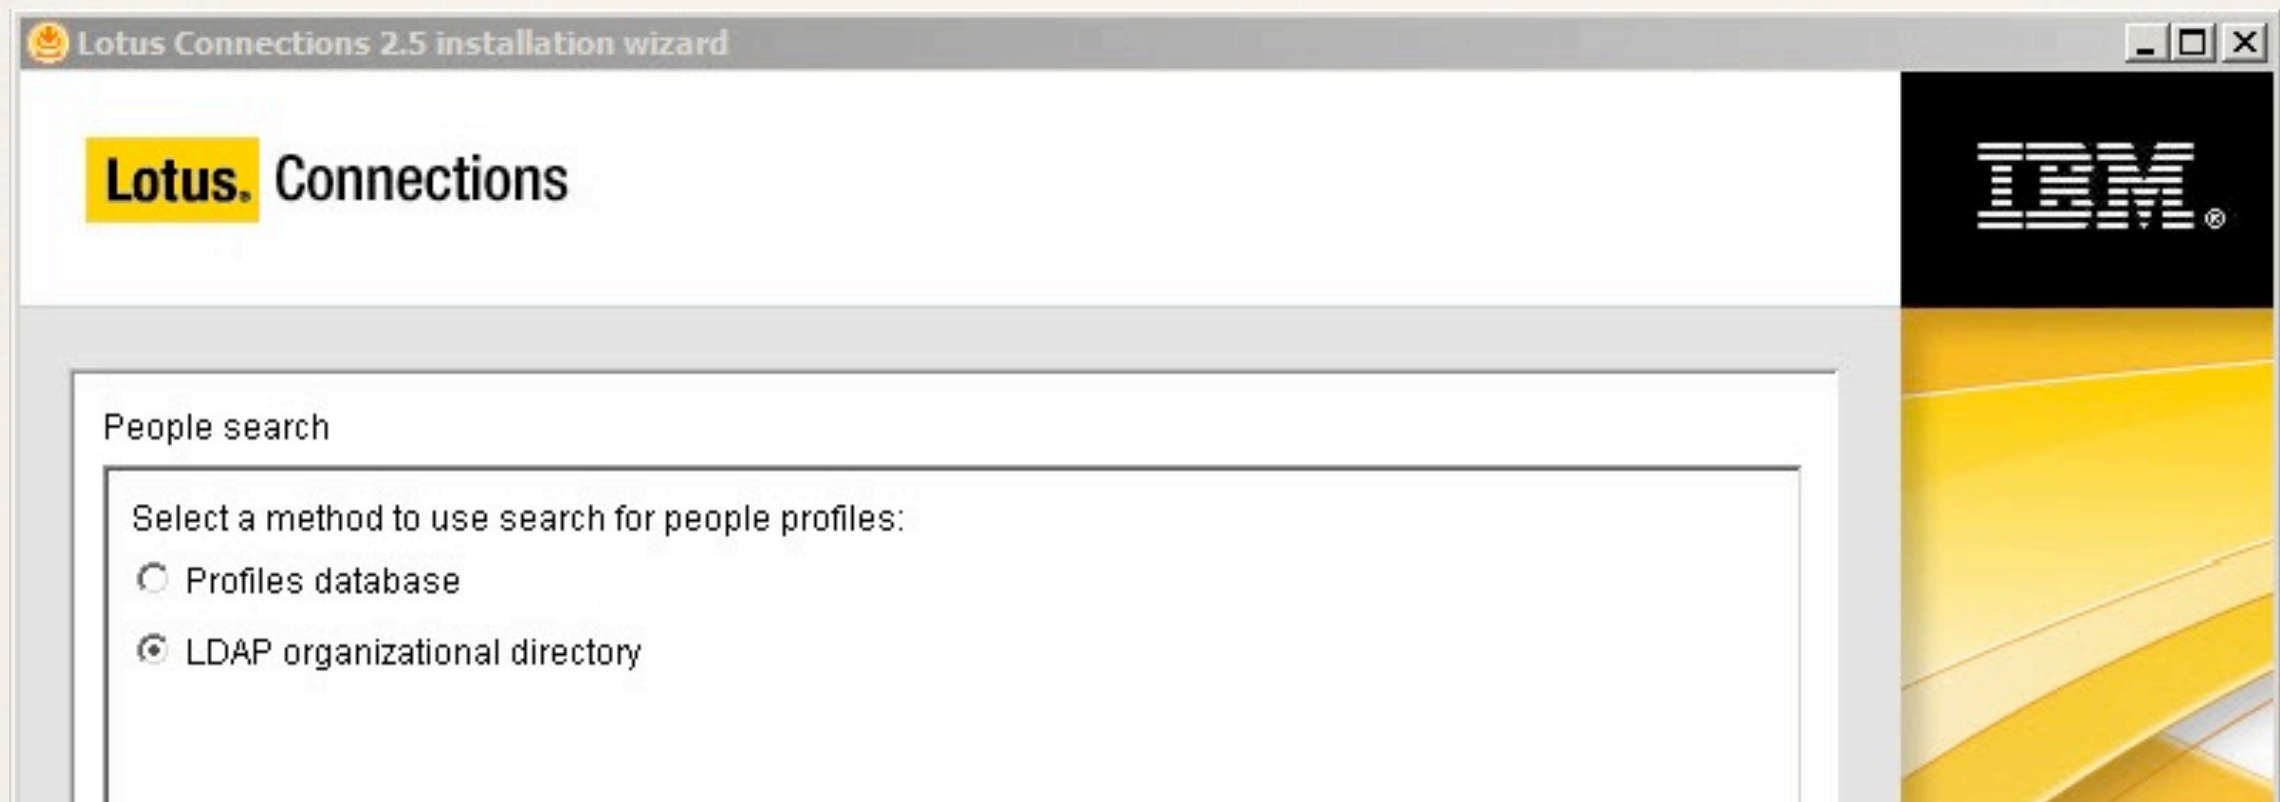 Lotus Connections 2.5 installation wizard
Lotus. Connections
IBM®
People search
Select a method to use search for people profiles:
Profiles database
LDAP organizational directory